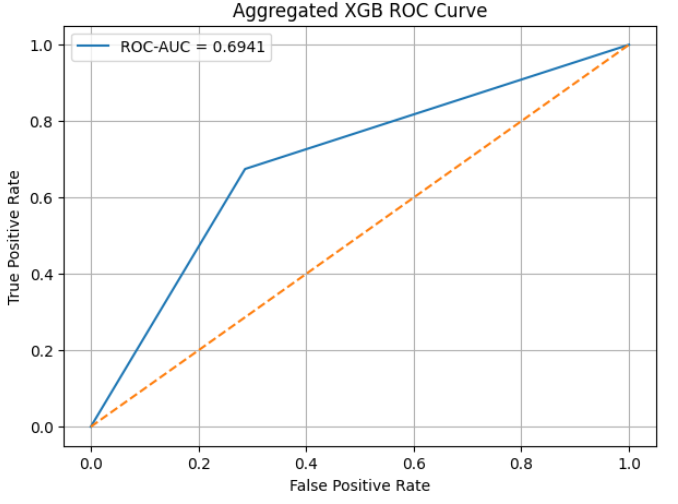 Aggregated XGB ROC Curve
ROC-AUC = 0.6941
True Positive Rate
1.0
0.8
0.6
0.4
0.2
0.0
0.0 0.2 0.4 0.6 0.8 1.0
False Positive Rate